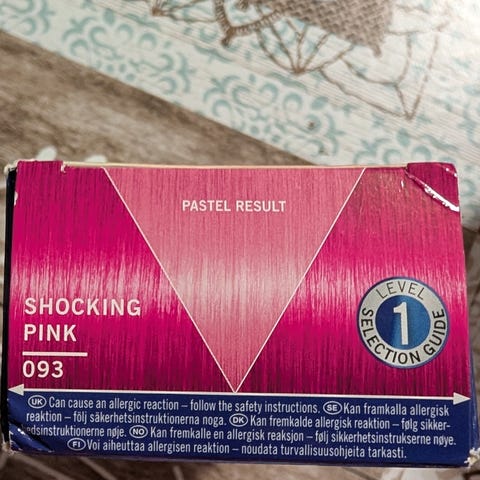 PASTEL RESULT
SHOCKING
PINK
093
LEVEL
1
SELECTION GUIDE
UK Can cause an allergic reaction – follow the safety instructions. SE Kan framkalla allergisk
reaktion – följ säkerhetsinstruktionerna noga. DK Kan fremkalde allergisk reaktion – følg sikker-
hedsinstruktionerne nøje. NO Kan fremkalle en allergisk reaksjon – følg sikkerhetsinstruksene nøye.
FI Voi aiheuttaa allergisen reaktion – noudata turvallisuusohjeita tarkasti.